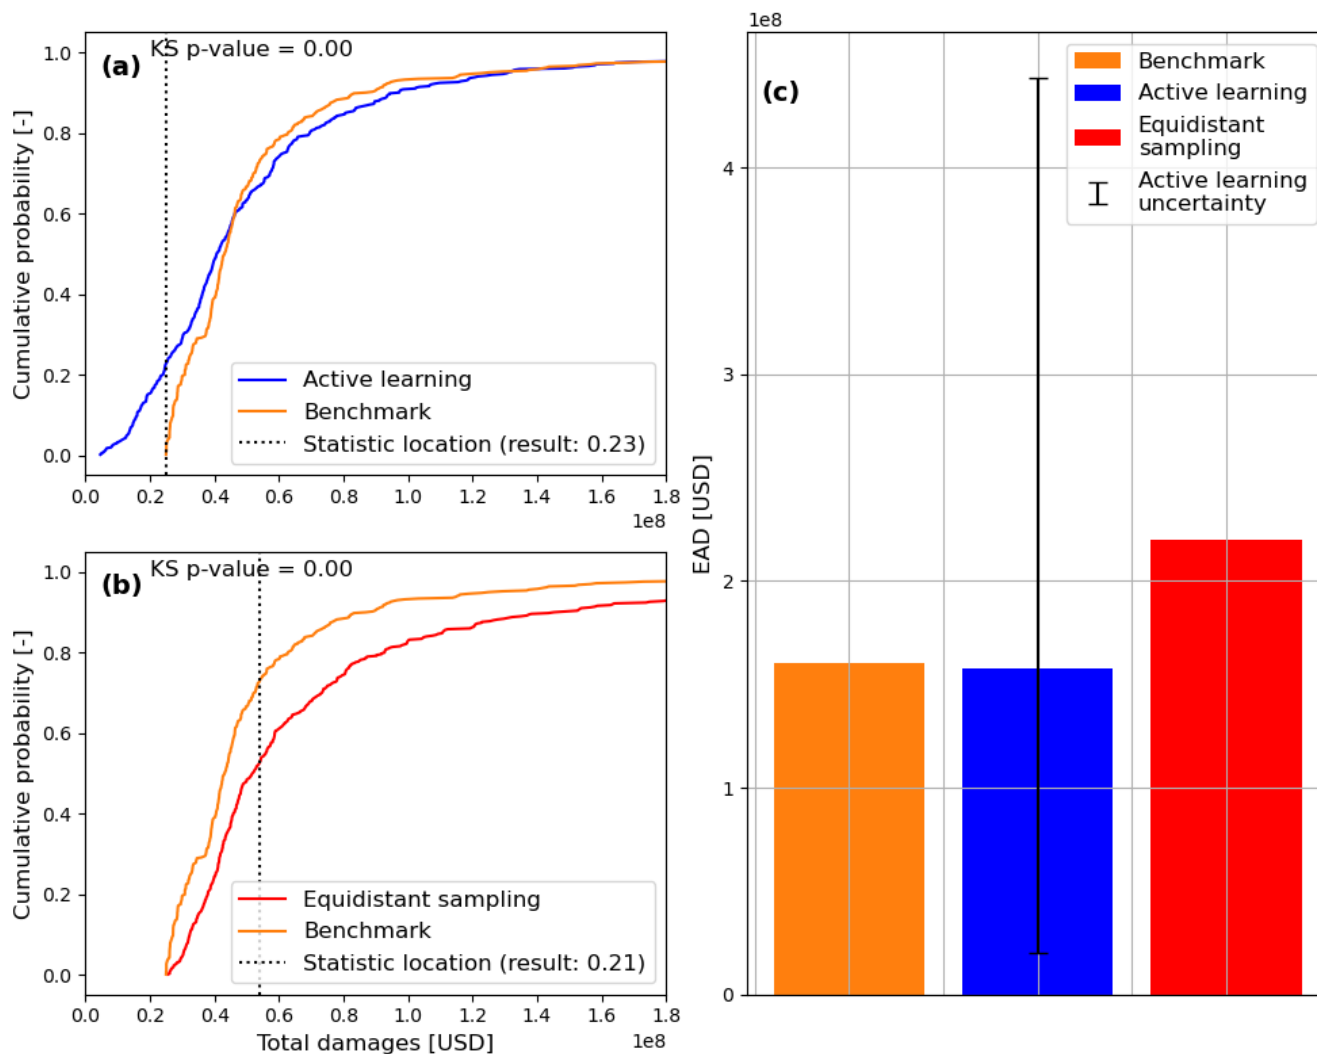 KS p-value = 0.00
(a)
Cumulative probability [-]
1.0
0.8
0.6
0.4
0.2
0.0
Active learning
Benchmark
Statistic location (result: 0.23)
0.0 0.2 0.4 0.6 0.8 1.0 1.2 1.4 1.6 1.8
1e8
KS p-value = 0.00
(b)
Cumulative probability [-]
1.0
0.8
0.6
0.4
0.2
0.0
Equidistant sampling
Benchmark
Statistic location (result: 0.21)
0.0 0.2 0.4 0.6 0.8 1.0 1.2 1.4 1.6 1.8
Total damages [USD]
1e8
1e8
(c)
EAD [USD]
4
3
2
1
0
Benchmark
Active learning
Equidistant
sampling
Active learning
uncertainty